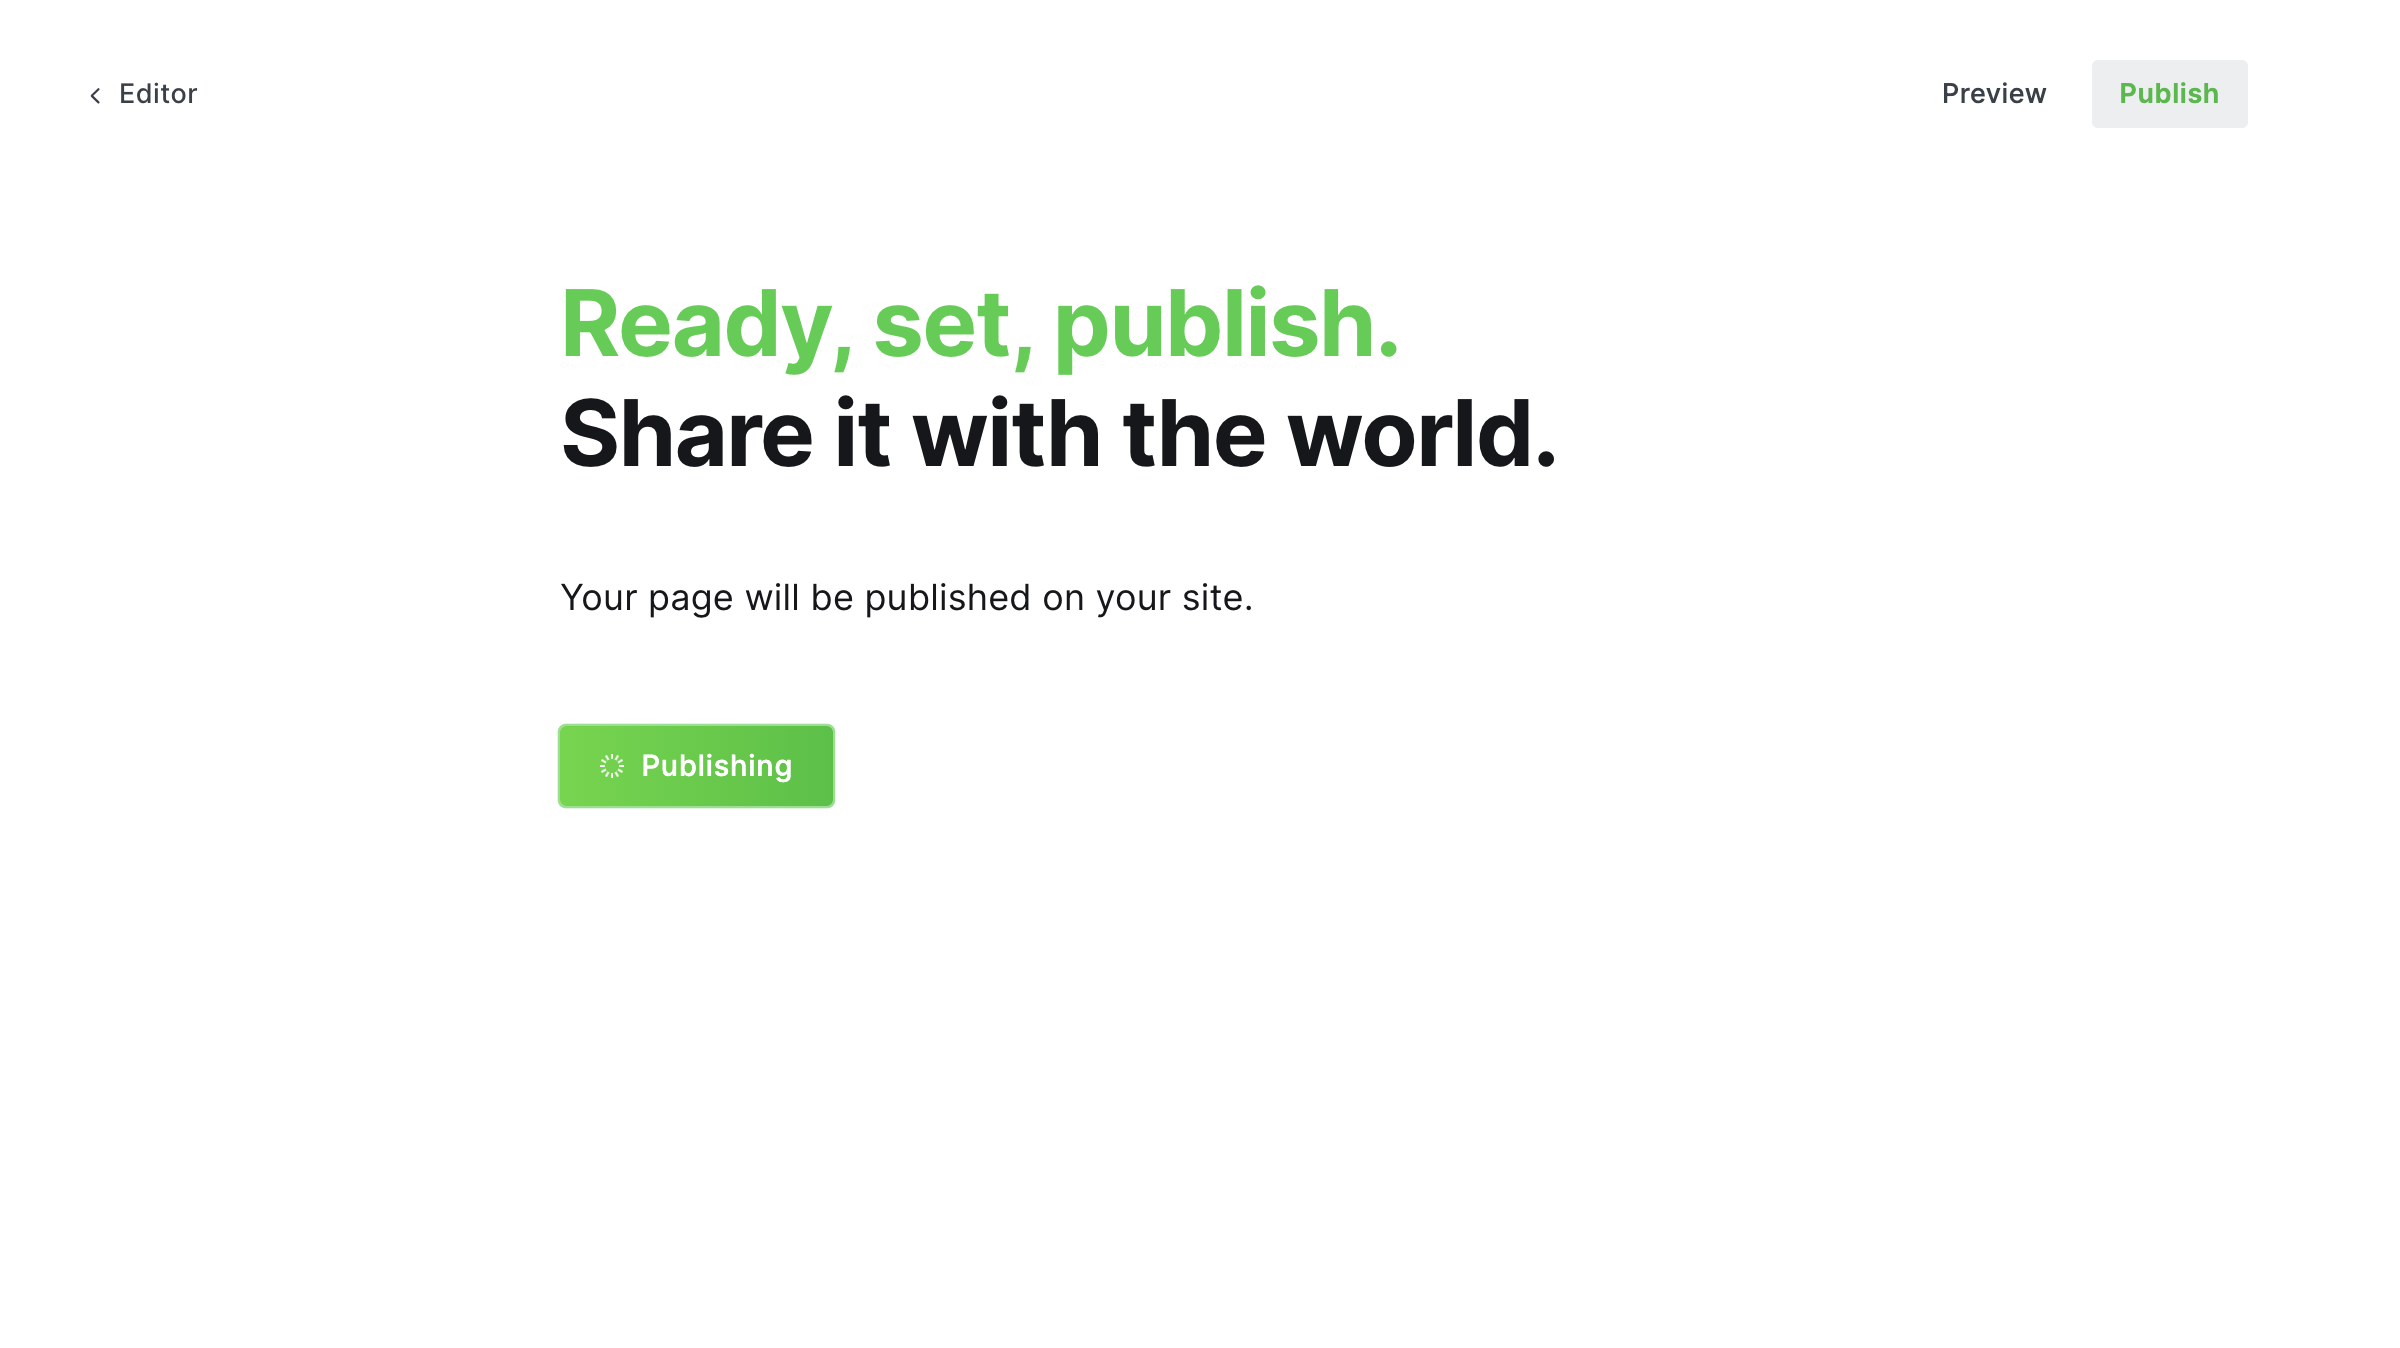 Editor
Preview
Publish
Ready, set, publish.
Share it with the world.
Your page will be published on your site.
Publishing